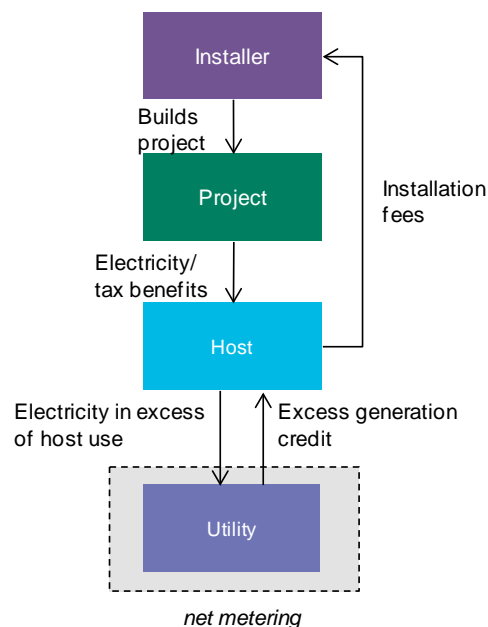 Installer
Builds
project
Installation
fees
Project
Electricity/
tax benefits
Host
Electricity in excess
of host use
Excess generation
credit
Utility
net metering